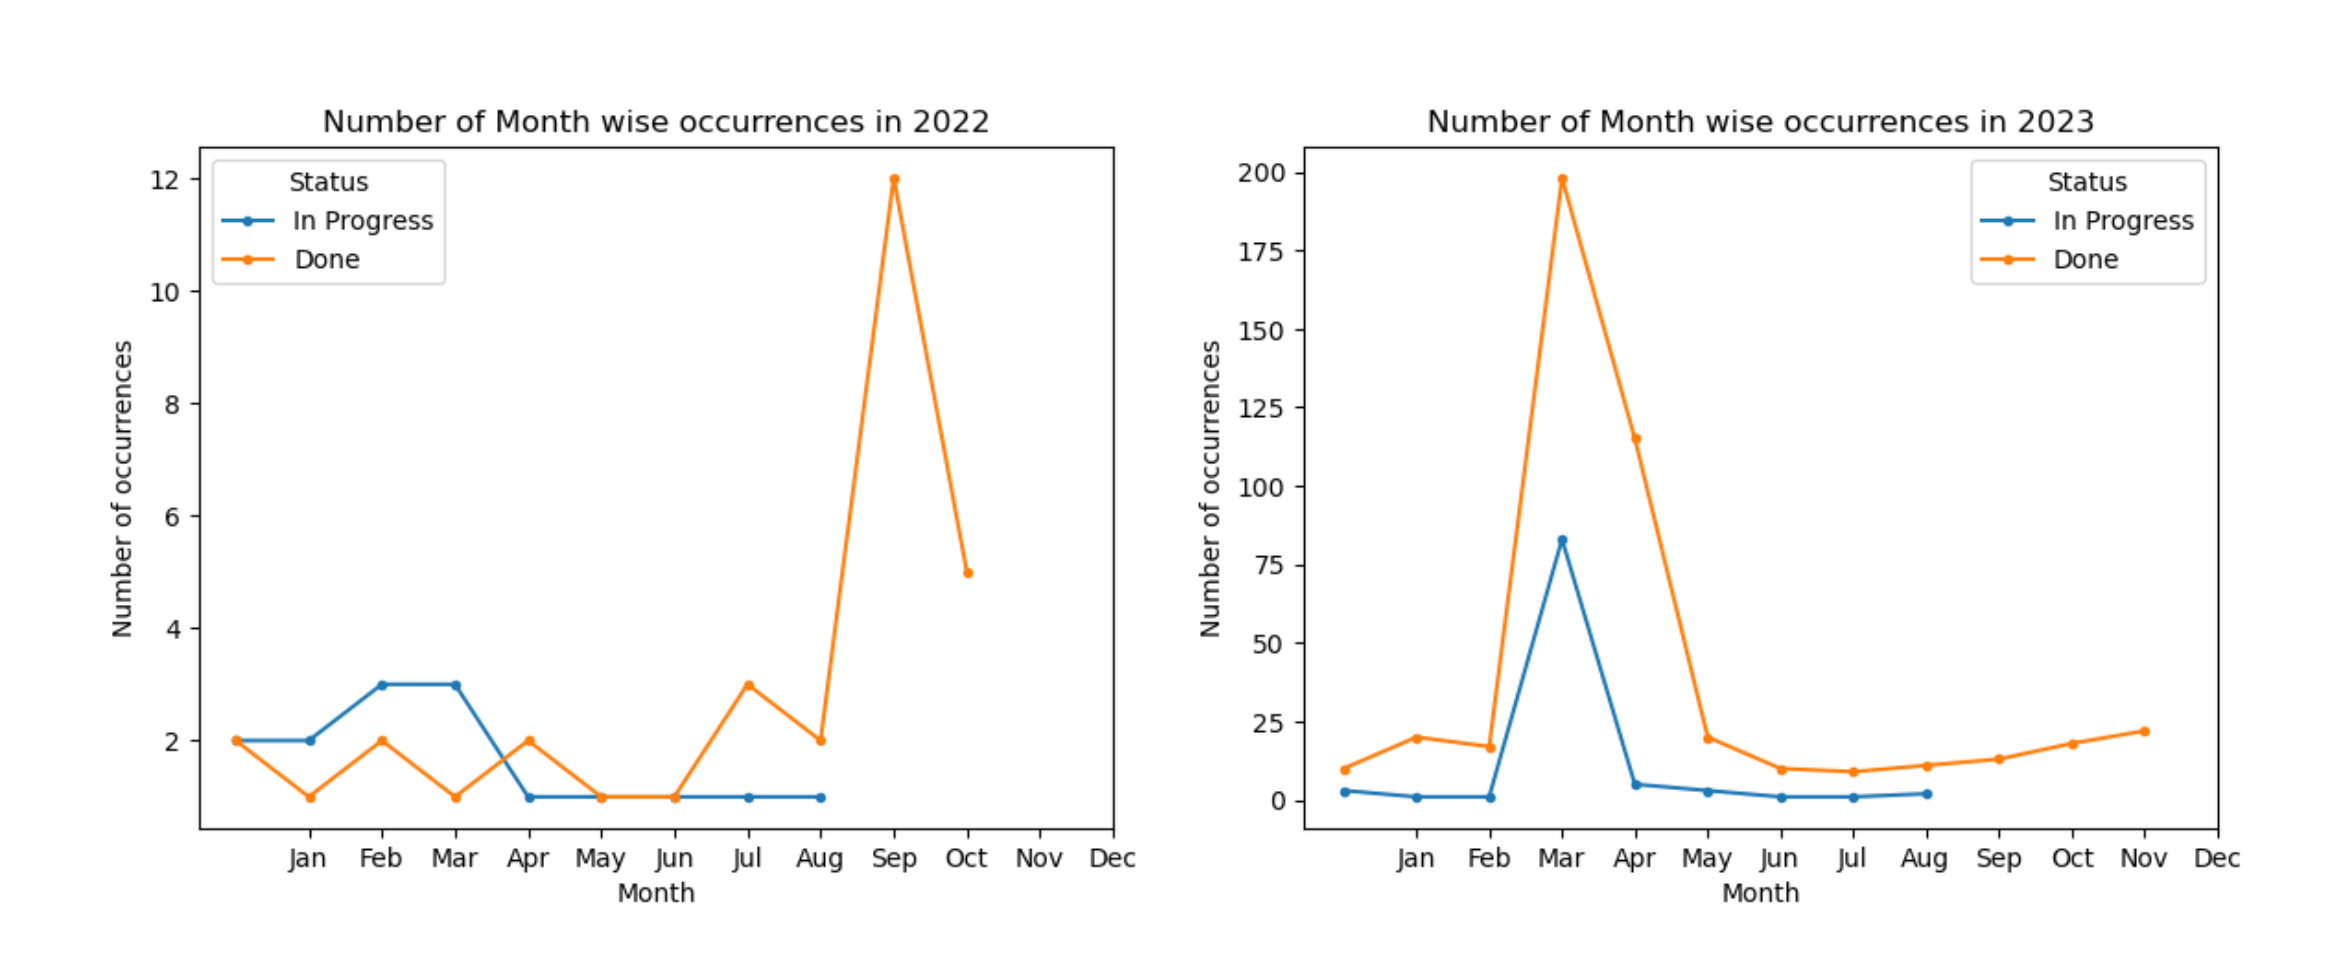 Number of Month wise occurrences in 2022
Status
In Progress
Done
12
10
8
6
4
2
Number of occurrences
Jan Feb Mar Apr May Jun Jul Aug Sep Oct Nov Dec
Month
Number of Month wise occurrences in 2023
Status
In Progress
Done
200
175
150
125
100
75
50
25
0
Number of occurrences
Jan Feb Mar Apr May Jun Jul Aug Sep Oct Nov Dec
Month